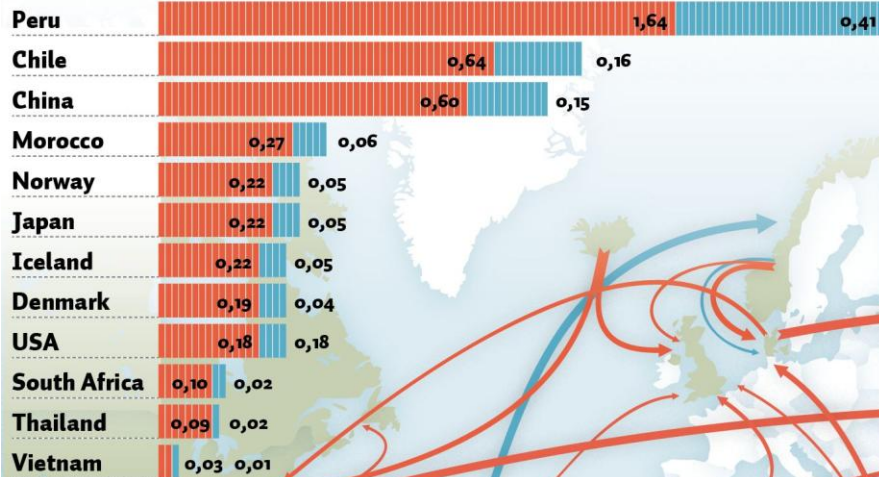 Peru 1,64 0,41
Chile 0,64 0,16
China 0,60 0,15
Morocco 0,27 0,06
Norway 0,22 0,05
Japan 0,22 0,05
Iceland 0,22 0,05
Denmark 0,19 0,04
USA 0,18 0,18
South Africa 0,10 0,02
Thailand 0,09 0,02
Vietnam 0,03 0,01